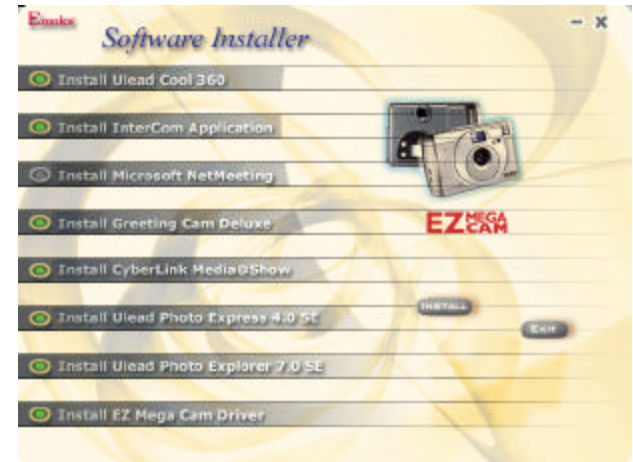 Software Installer
Install Ulead Cool 360
Install InterCom Application
Install Microsoft NetMeeting
Install Greeting Cam Deluxe
EZ MEGA CAM
Install CyberLink Media@Show
Install Ulead Photo Express 4.0 SE
INSTALL
EXIT
Install Ulead Photo Explorer 7.0 SE
Install EZ Mega Cam Driver